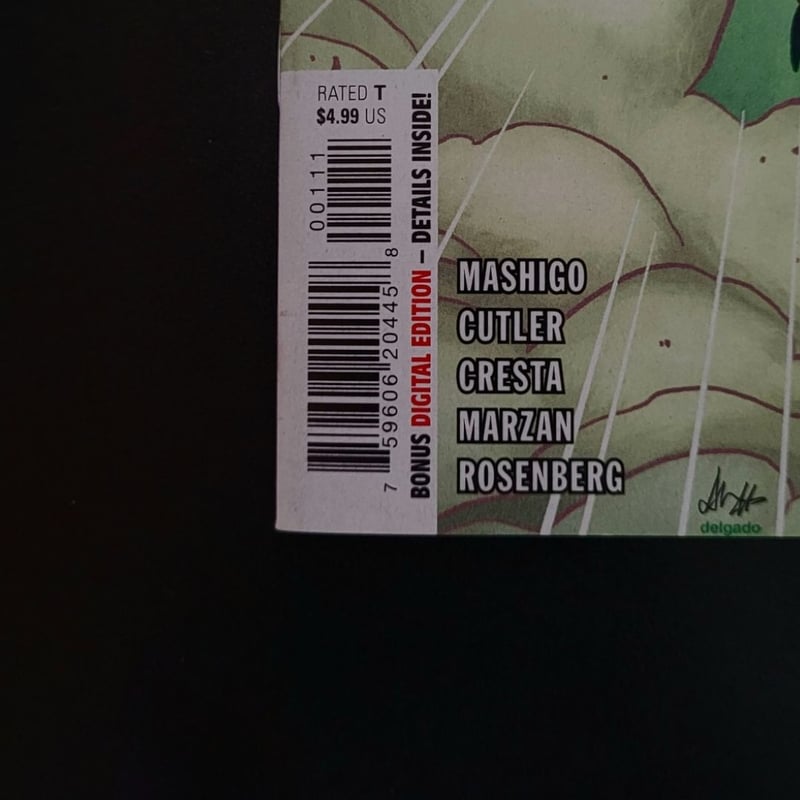 RATED T
$4.99 US
00111
7 59606 20445 8
BONUS DIGITAL EDITION – DETAILS INSIDE!
MASHIGO
CUTLER
CRESTA
MARZAN
ROSENBERG
delgado